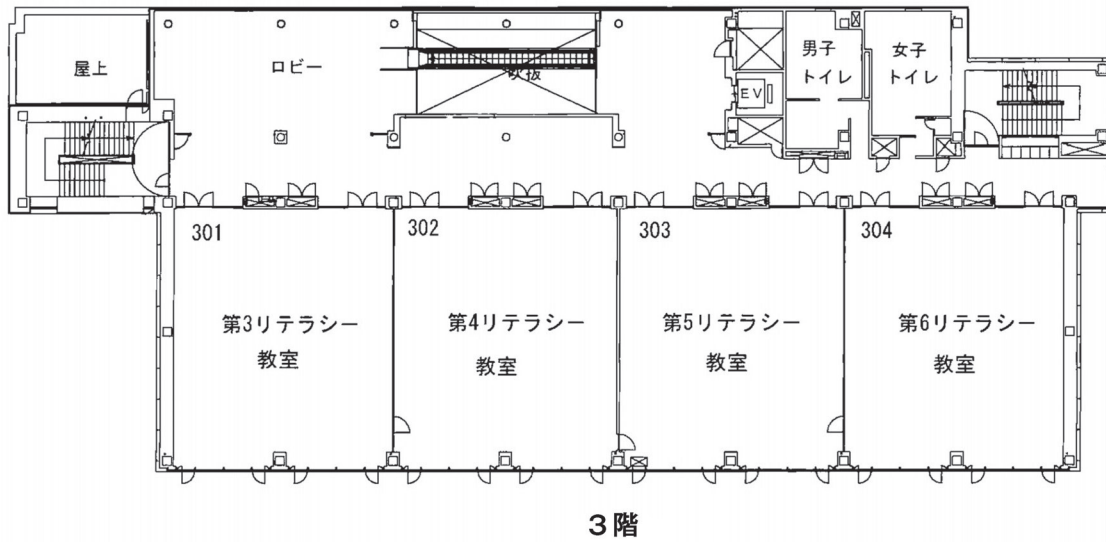 屋上
ロビー
吹抜
EV
男子
トイレ
女子
トイレ
301
302
303
304
第3リテラシー
教室
第4リテラシー
教室
第5リテラシー
教室
第6リテラシー
教室
3階